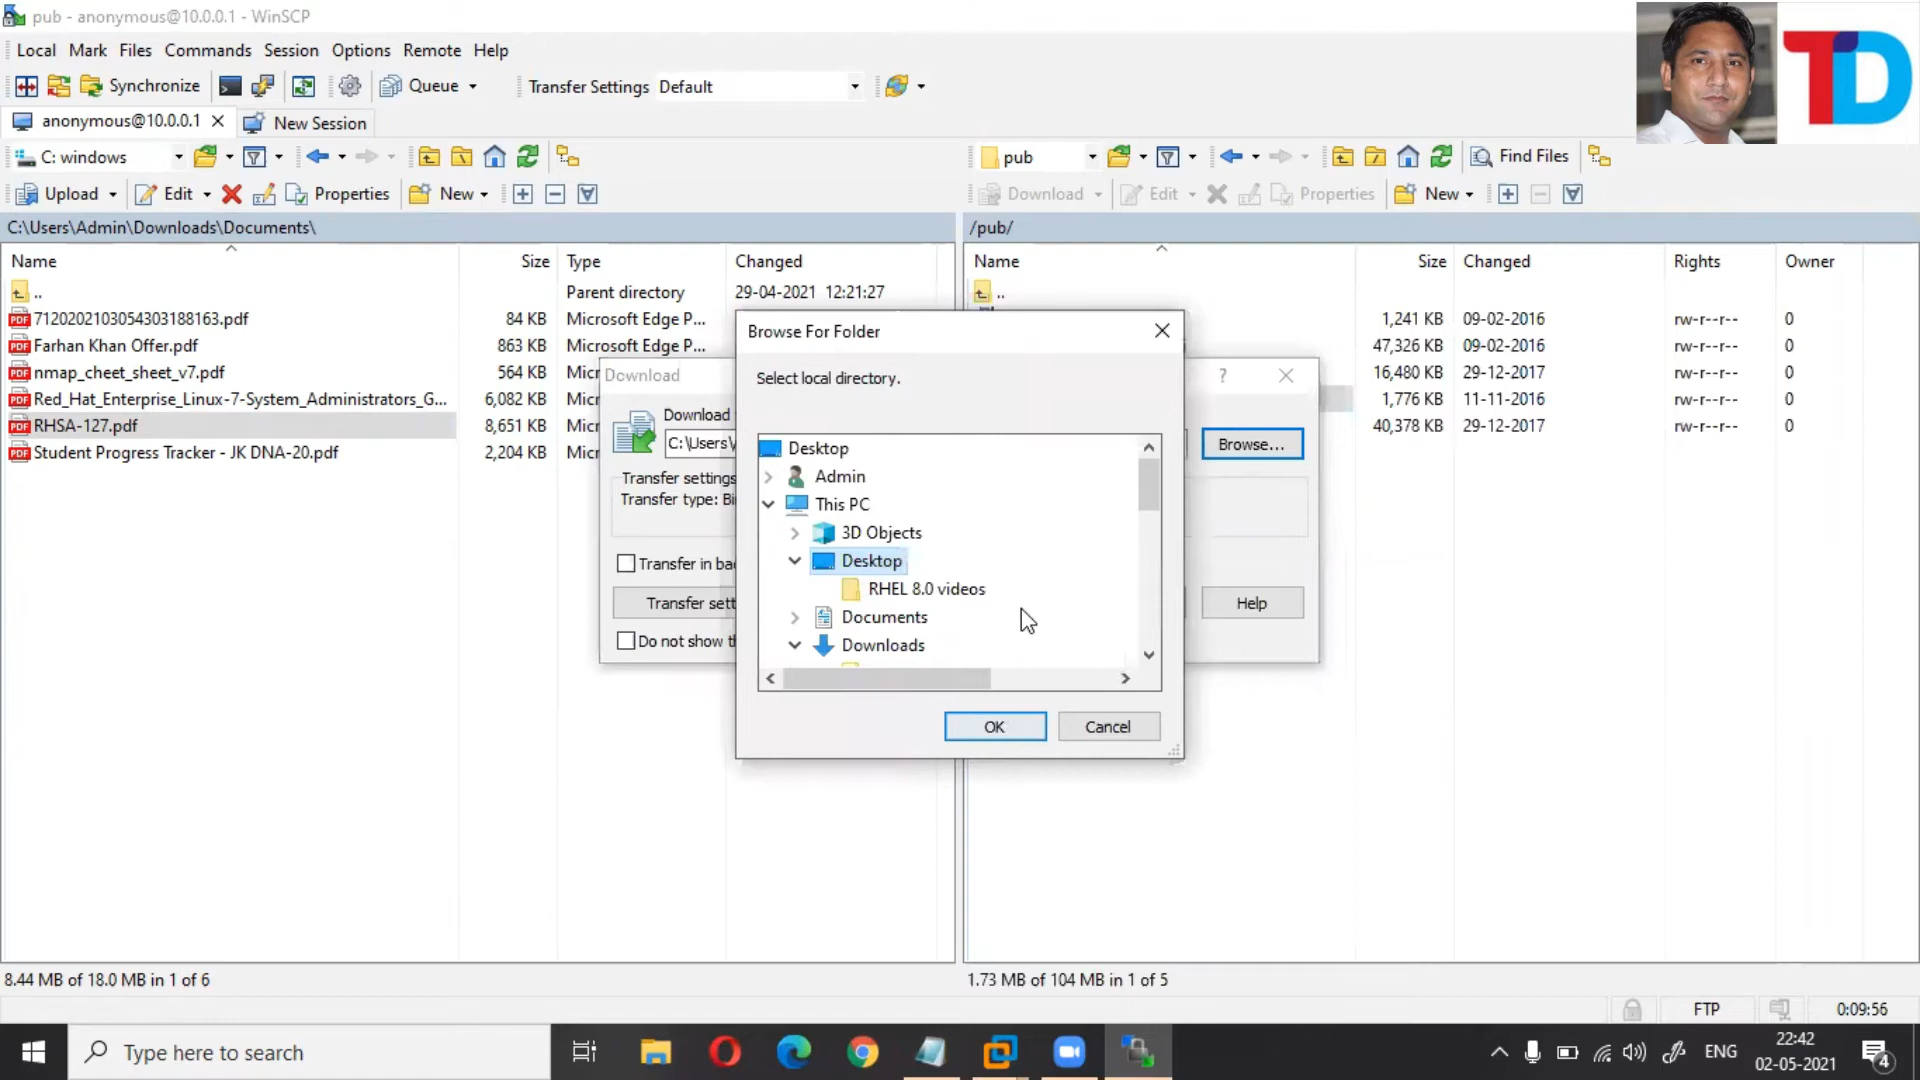 pub - anonymous@10.0.0.1 - WinSCP
Local Mark Files Commands Session Options Remote Help
Synchronize Queue Transfer Settings Default
anonymous@10.0.0.1 New Session
C: windows
pub Find Files
Upload Edit Properties New
Download Edit Properties New
C:\Users\Admin\Downloads\Documents\
/pub/
Name Size Type Changed
Name Size Changed Rights Owner
.. Parent directory 29-04-2021 12:21:27
..
7120202103054303188163.pdf 84 KB Microsoft Edge P...
1,241 KB 09-02-2016 rw-r--r-- 0
Farhan Khan Offer.pdf 863 KB Microsoft Edge P...
47,326 KB 09-02-2016 rw-r--r-- 0
nmap_cheet_sheet_v7.pdf 564 KB
16,480 KB 29-12-2017 rw-r--r-- 0
Red_Hat_Enterprise_Linux-7-System_Administrators_G... 6,082 KB
1,776 KB 11-11-2016 rw-r--r-- 0
RHSA-127.pdf 8,651 KB
40,378 KB 29-12-2017 rw-r--r-- 0
Student Progress Tracker - JK DNA-20.pdf 2,204 KB
Download ?
Download
C:\Users\
Browse...
Transfer settings
Transfer type:
Transfer in
Transfer
Help
Do not show
Browse For Folder
Select local directory.
Desktop
Admin
This PC
3D Objects
Desktop
RHEL 8.0 videos
Documents
Downloads
OK Cancel
8.44 MB of 18.0 MB in 1 of 6
1.73 MB of 104 MB in 1 of 5
FTP 0:09:56
Type here to search
ENG
22:42
02-05-2021
4
TD